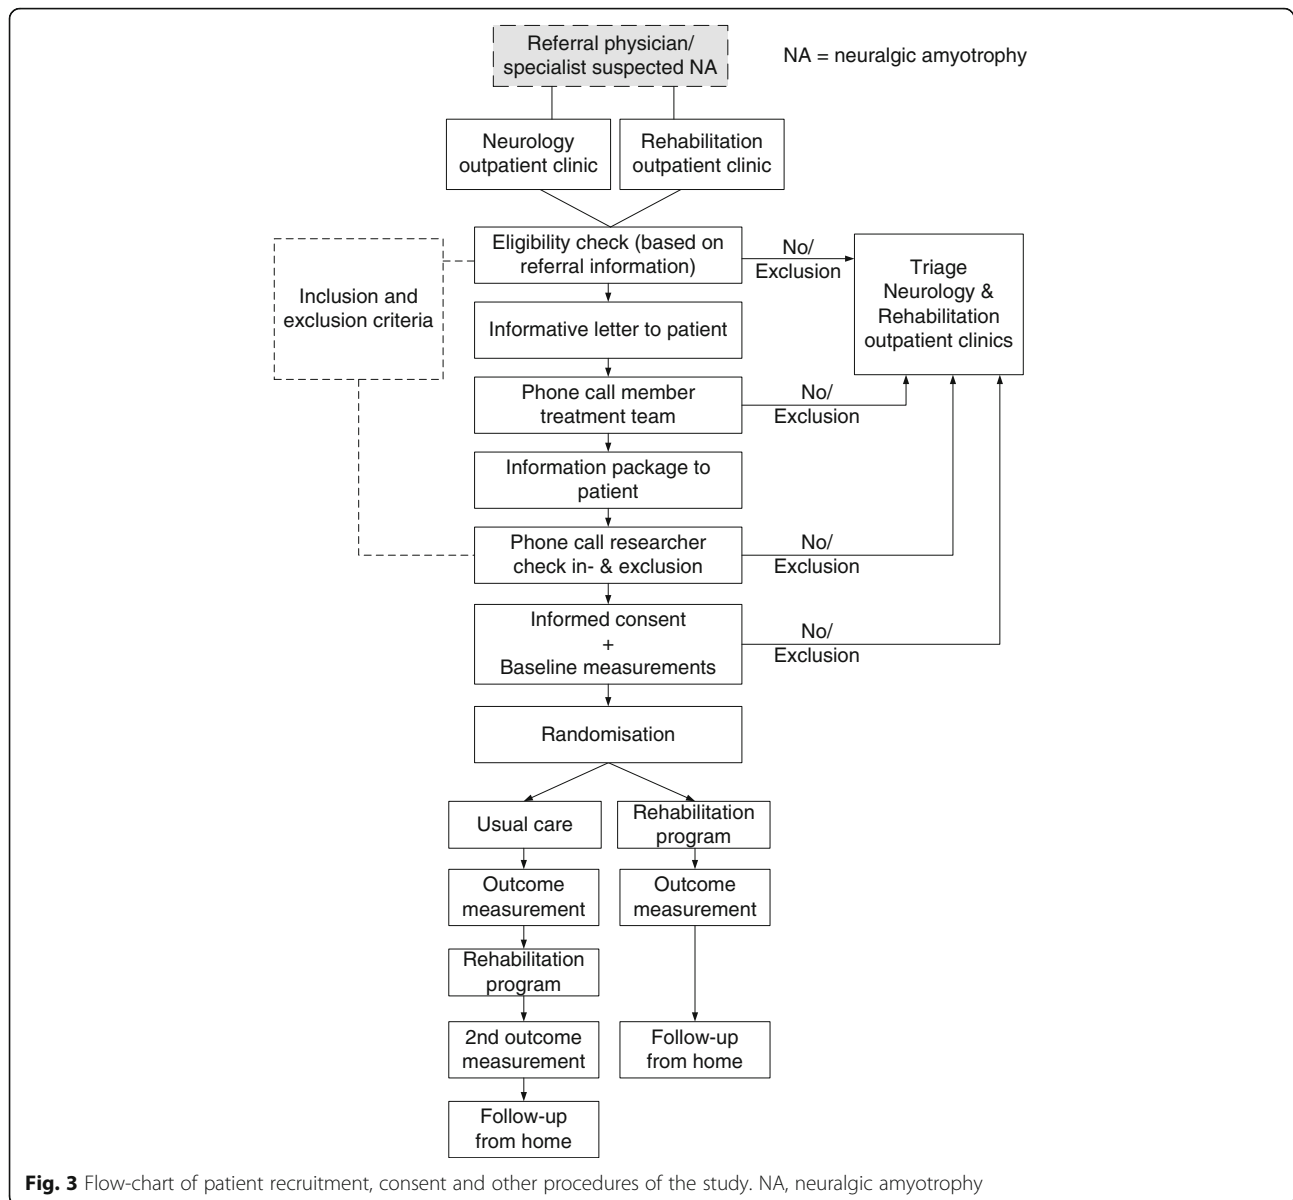 Referral physician/
specialist suspected NA
NA = neuralgic amyotrophy
Neurology
outpatient clinic
Rehabilitation
outpatient clinic
Eligibility check (based on
referral information)
No/
Exclusion
Triage
Neurology &
Rehabilitation
outpatient clinics
Inclusion and
exclusion criteria
Informative letter to patient
Phone call member
treatment team
No/
Exclusion
Information package to
patient
Phone call researcher
check in- & exclusion
No/
Exclusion
Informed consent
+
Baseline measurements
No/
Exclusion
Randomisation
Usual care
Rehabilitation
program
Outcome
measurement
Outcome
measurement
Rehabilitation
program
2nd outcome
measurement
Follow-up
from home
Follow-up
from home
Fig. 3 Flow-chart of patient recruitment, consent and other procedures of the study. NA, neuralgic amyotrophy